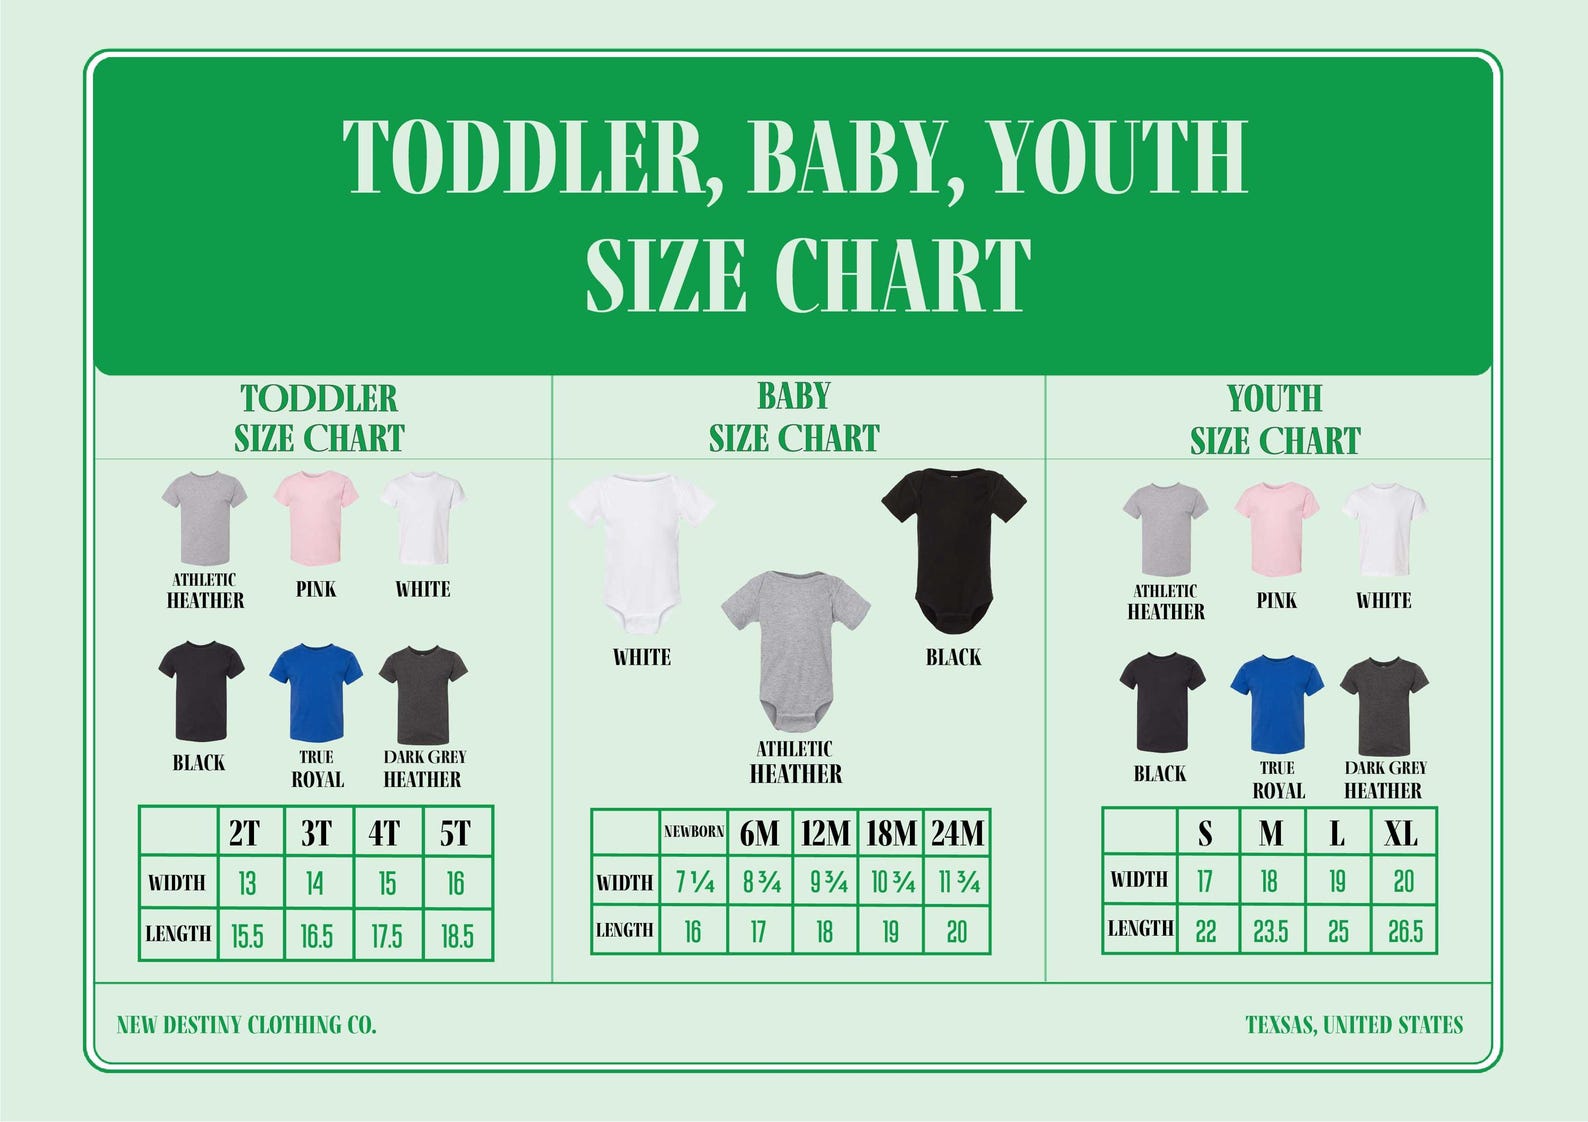 TODDLER, BABY, YOUTH
SIZE CHART
TODDLER
SIZE CHART
ATHLETIC
HEATHER
PINK
WHITE
BLACK
TRUE
ROYAL
DARK GREY
HEATHER
2T 3T 4T 5T
WIDTH 13 14 15 16
LENGTH 15.5 16.5 17.5 18.5
BABY
SIZE CHART
WHITE
BLACK
ATHLETIC
HEATHER
NEWBORN 6M 12M 18M 24M
WIDTH 7 ¼ 8 ¾ 9 ¾ 10 ¾ 11 ¾
LENGTH 16 17 18 19 20
YOUTH
SIZE CHART
ATHLETIC
HEATHER
PINK
WHITE
BLACK
TRUE
ROYAL
DARK GREY
HEATHER
S M L XL
WIDTH 17 18 19 20
LENGTH 22 23.5 25 26.5
NEW DESTINY CLOTHING CO.
TEXSAS, UNITED STATES